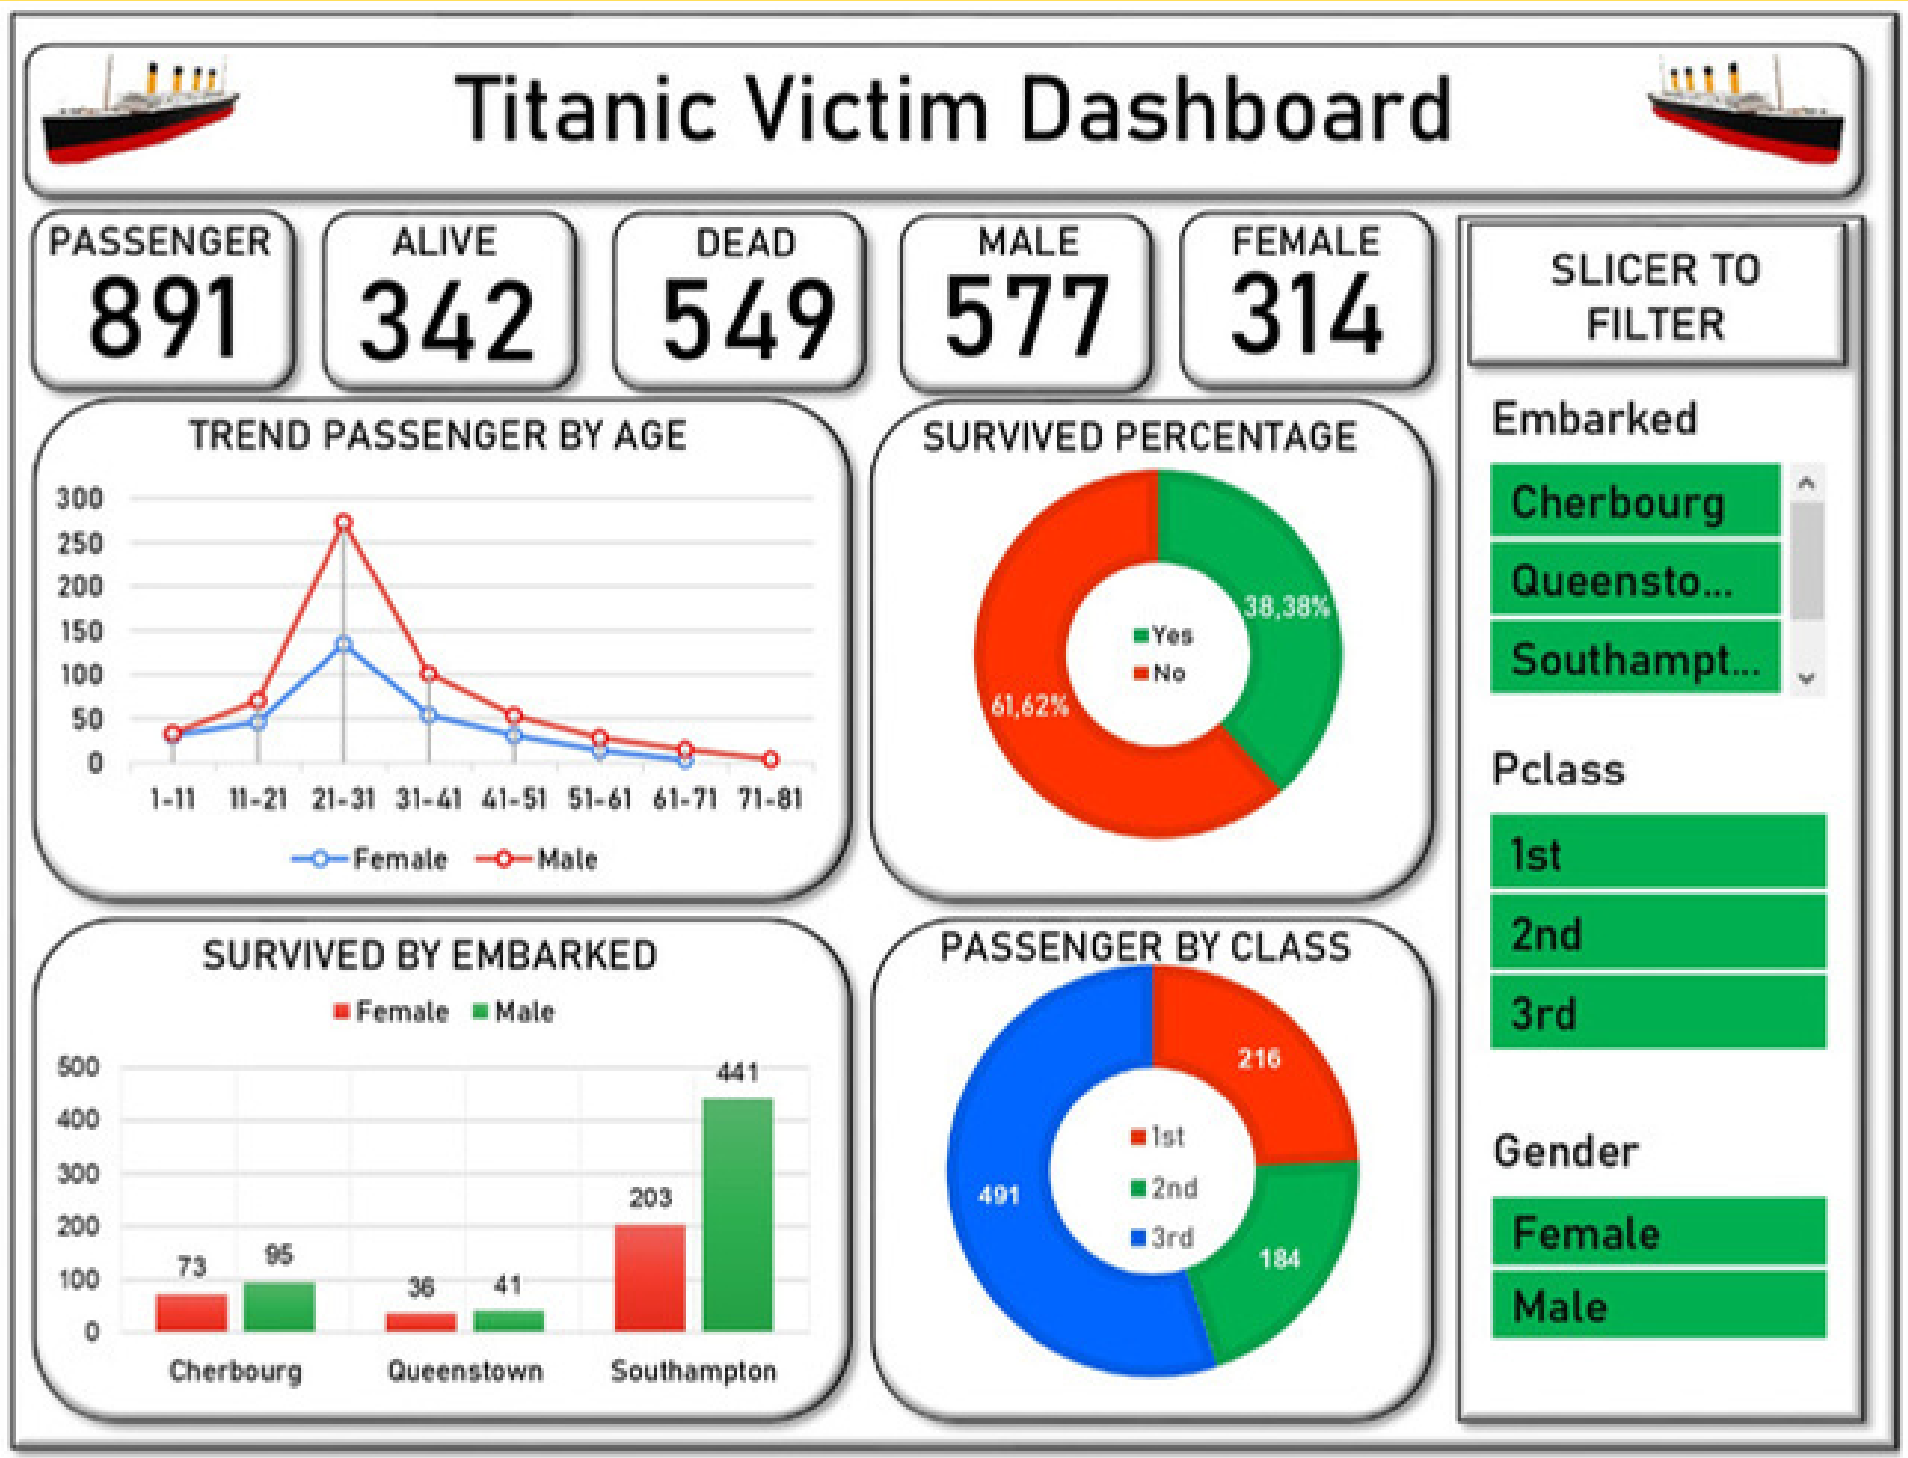 Titanic Victim Dashboard
PASSENGER
891
ALIVE
342
DEAD
549
MALE
577
FEMALE
314
SLICER TO
FILTER
TREND PASSENGER BY AGE
300
250
200
150
100
50
0
1-11 11-21 21-31 31-41 41-51 51-61 61-71 71-81
Female Male
SURVIVED PERCENTAGE
38,38%
61,62%
Yes
No
Embarked
Cherbourg
Queensto...
Southampt...
Pclass
1st
2nd
3rd
Gender
Female
Male
SURVIVED BY EMBARKED
Female Male
500
400
300
200
100
0
73
95
36
41
203
441
Cherbourg Queenstown Southampton
PASSENGER BY CLASS
216
184
491
1st
2nd
3rd